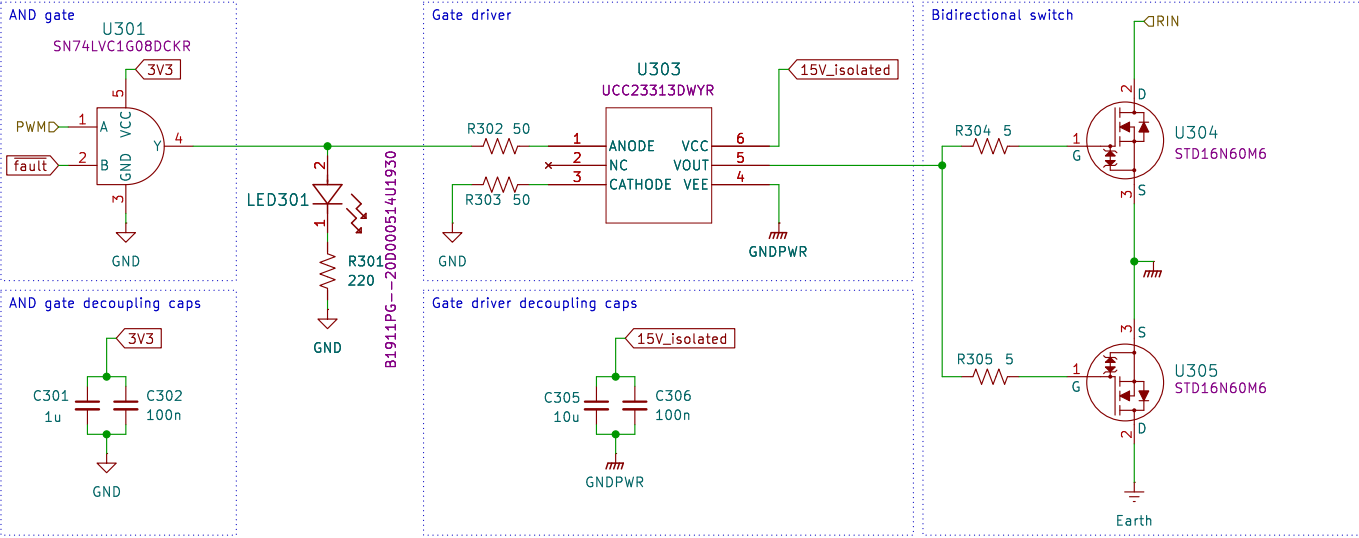 AND gate
U301
SN74LVC1G08DCKR
3V3
5
VCC
PWM
1
A
fault
2
B
GND
Y
4
3
GND
2
LED301
1
R301
220
GND
B1911PG--20D000514U1930
AND gate decoupling caps
3V3
C301
1u
C302
100n
GND
Gate driver
U303
UCC23313DWYR
15V_isolated
R302 50
1
ANODE
VCC
6
2
NC
VOUT
5
3
CATHODE
VEE
4
R303 50
GND
GNDPWR
Gate driver decoupling caps
15V_isolated
C305
10u
C306
100n
GNDPWR
Bidirectional switch
RIN
2
D
R304 5
1
G
U304
STD16N60M6
3
S
3
S
R305 5
1
G
U305
STD16N60M6
D
2
Earth